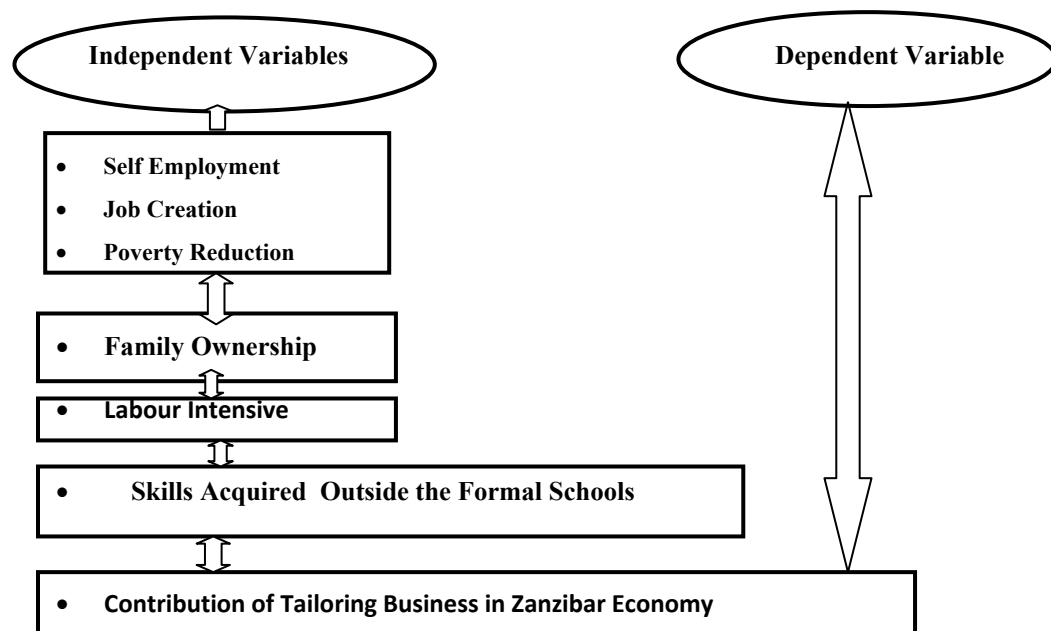 Independent Variables
Dependent Variable
• Self Employment
• Job Creation
• Poverty Reduction
• Family Ownership
• Labour Intensive
• Skills Acquired Outside the Formal Schools
• Contribution of Tailoring Business in Zanzibar Economy